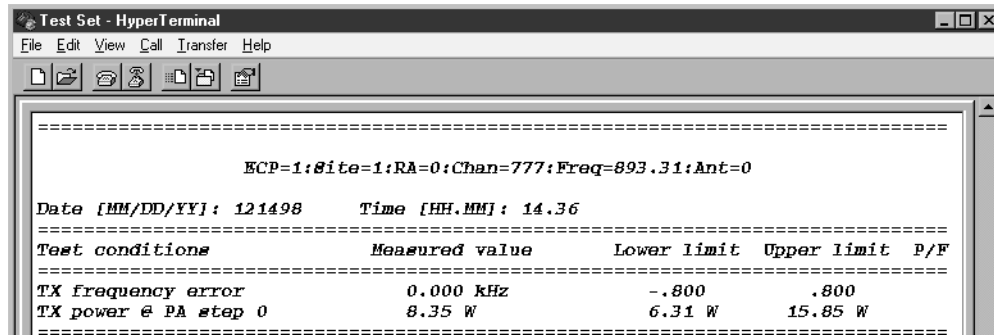 Test Set - HyperTerminal
File Edit View Call Transfer Help
===============================================================================
ECP=1:Site=1:RA=0:Chan=777:Freq=893.31:Ant=0
Date [MM/DD/YY]: 121498 Time [HH.MM]: 14.36
===============================================================================
Test conditions Measured value Lower limit Upper limit P/F
===============================================================================
TX frequency error 0.000 kHz -.800 .800
TX power @ PA step 0 8.35 W 6.31 W 15.85 W
===============================================================================